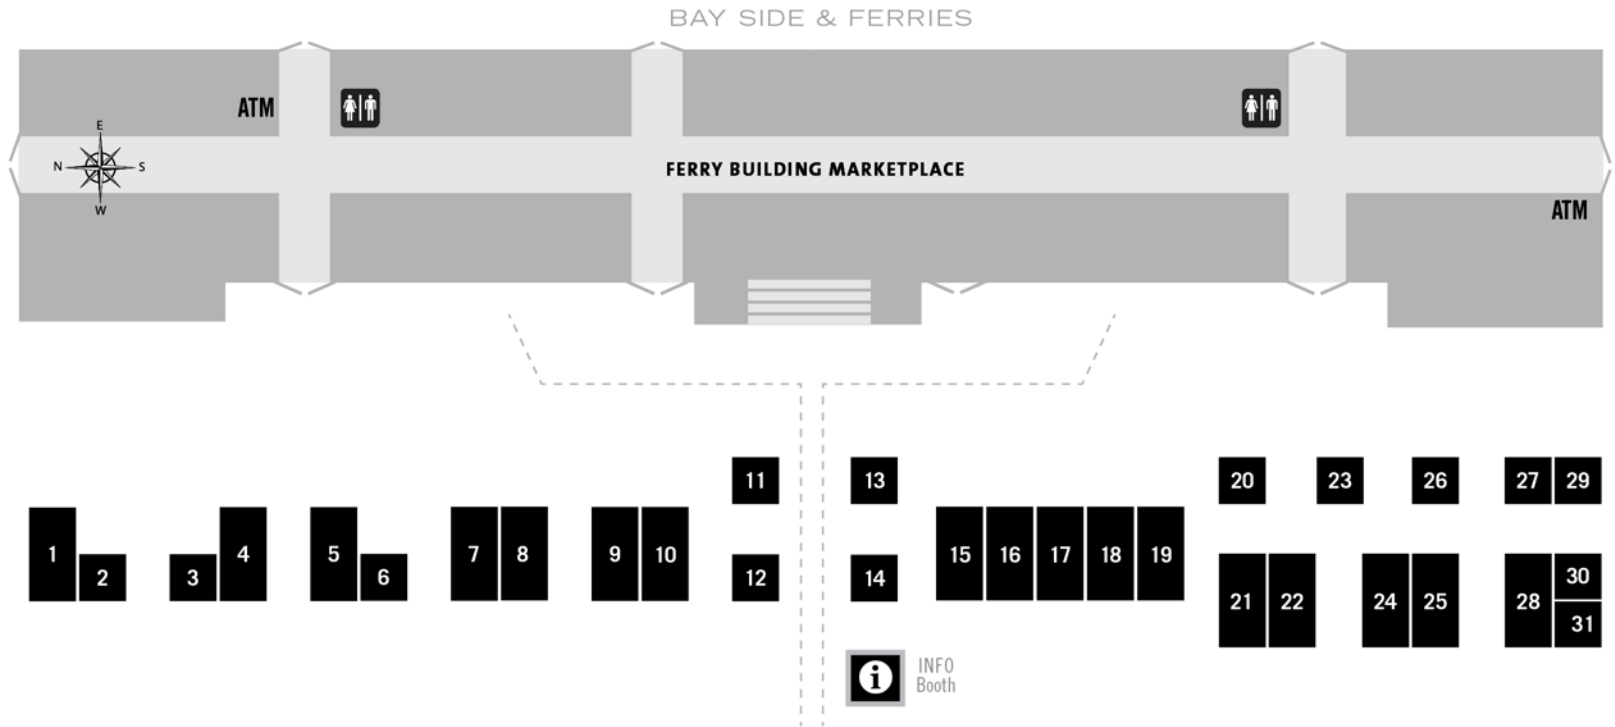 BAY SIDE & FERRIES
ATM
E
N
S
W
FERRY BUILDING MARKETPLACE
ATM
11
13
20
23
26
27
29
1
2
3
4
5
6
7
8
9
10
12
14
15
16
17
18
19
21
22
24
25
28
30
31
i
INFO
Booth